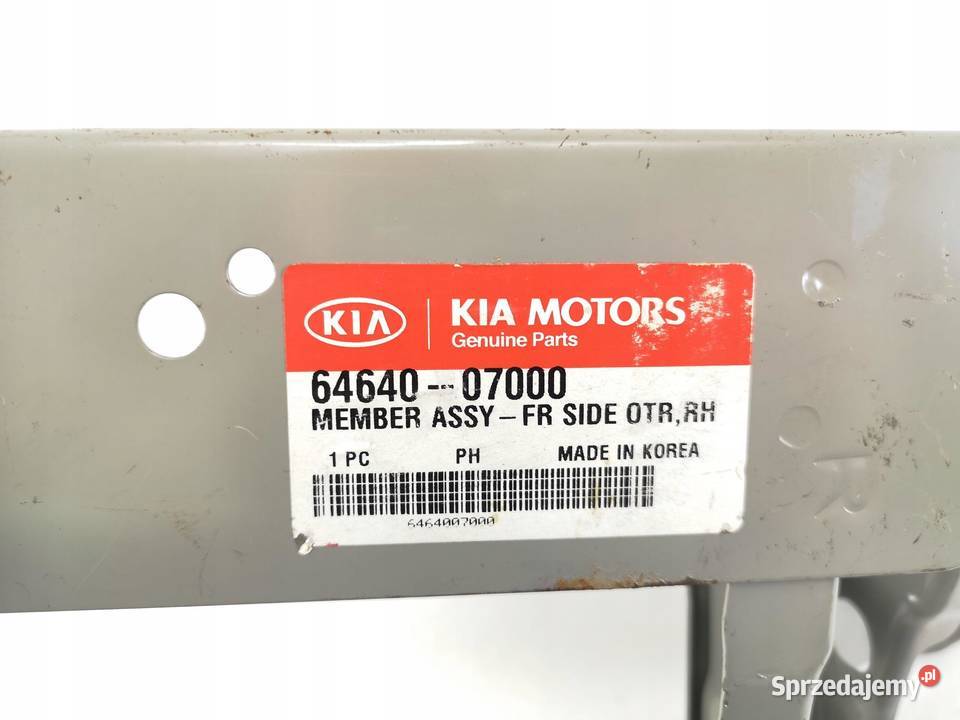 KIA
KIA MOTORS
Genuine Parts
64640--07000
MEMBER ASSY-FR SIDE OTR,RH
1 PC PH MADE IN KOREA
6464007000
R
Sprzedajemy.pl